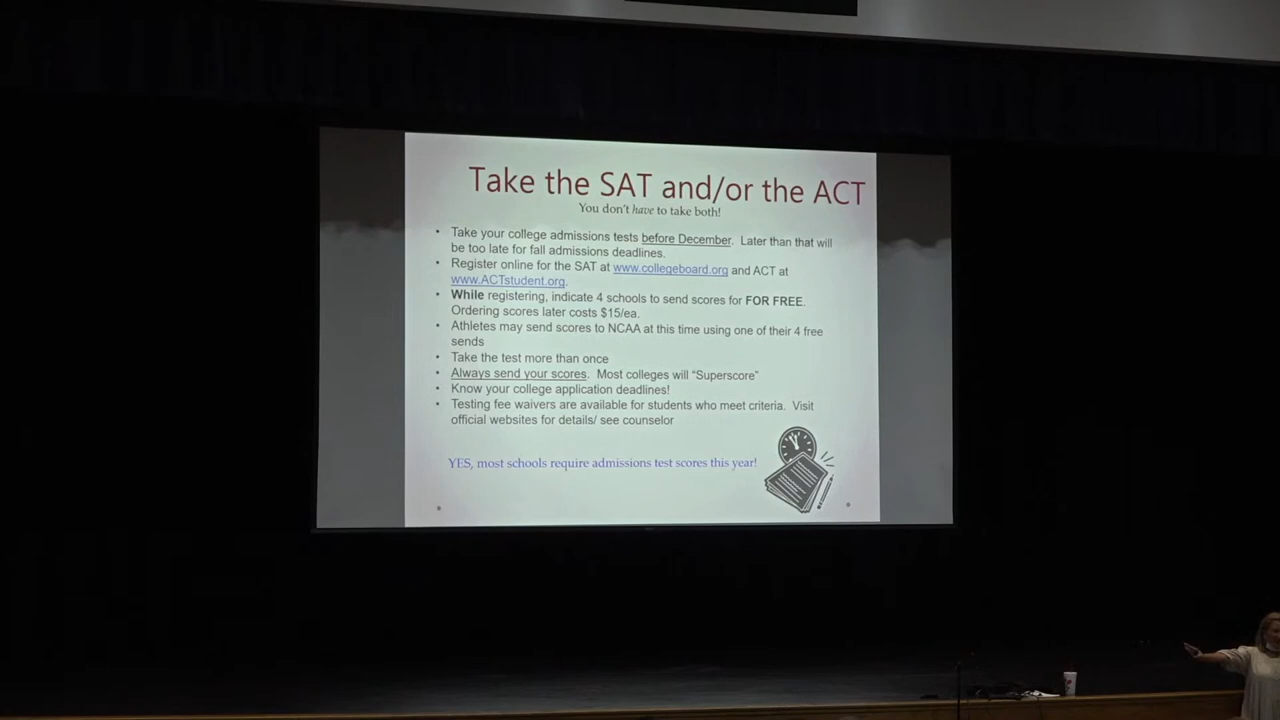 Take the SAT and/or the ACT
You don't have to take both!
• Take your college admissions tests before December. Later than that will
be too late for fall admissions deadlines.
• Register online for the SAT at www.collegeboard.org and ACT at
www.ACTstudent.org.
• While registering, indicate 4 schools to send scores for FOR FREE.
Ordering scores later costs $15/ea.
• Athletes may send scores to NCAA at this time using one of their 4 free
sends
• Take the test more than once
• Always send your scores. Most colleges will "Superscore"
• Know your college application deadlines!
• Testing fee waivers are available for students who meet criteria. Visit
official websites for details/ see counselor
YES, most schools require admissions test scores this year!